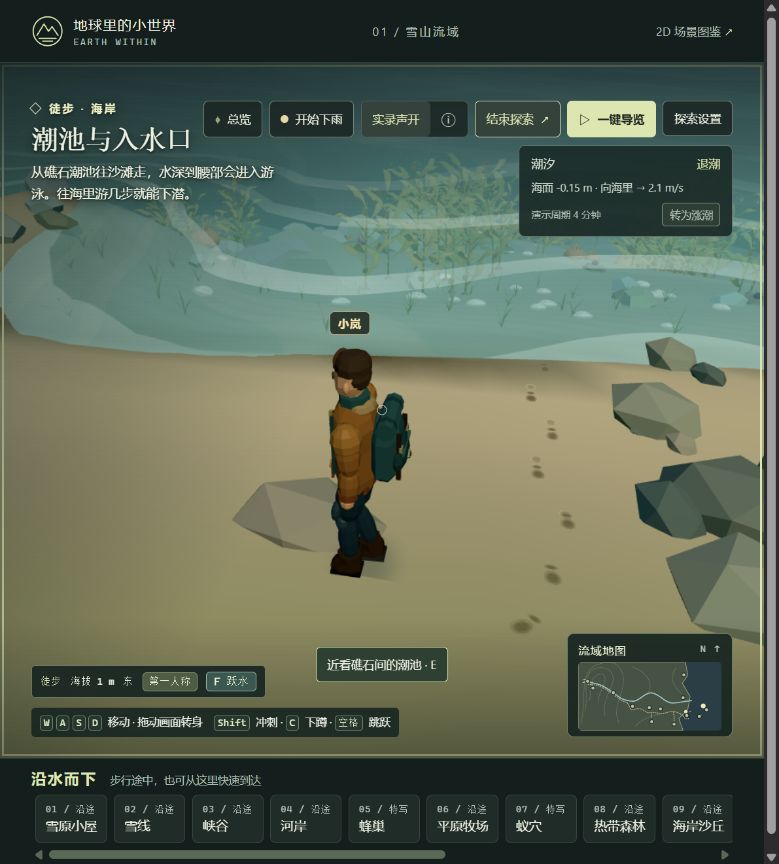 地球里的小世界
EARTH WITHIN
01 / 雪山流域
2D 场景图鉴 ↗
◇ 徒步 · 海岸
潮池与入水口
从礁石潮池往沙滩走，水深到腰部会进入游
泳。往海里游几步就能下潜。
♦ 总览
● 开始下雨
实录声开 ⓘ
结束探索 ↗
▷ 一键导览
探索设置
潮汐 退潮
海面 -0.15 m · 向海里 → 2.1 m/s
演示周期 4 分钟 转为涨潮
小岚
近看礁石间的潮池 · E
流域地图 N ↑
徒步 海拔 1 m 东 第一人称 F 跃水
W A S D 移动 · 拖动画面转身 Shift 冲刺 · C 下蹲 · 空格 跳跃
沿水而下 步行途中，也可从这里快速到达
01 / 沿途
雪原小屋
02 / 沿途
雪线
03 / 沿途
峡谷
04 / 沿途
河岸
05 / 特写
蜂巢
06 / 沿途
平原牧场
07 / 特写
蚁穴
08 / 沿途
热带森林
09 / 沿途
海岸沙丘